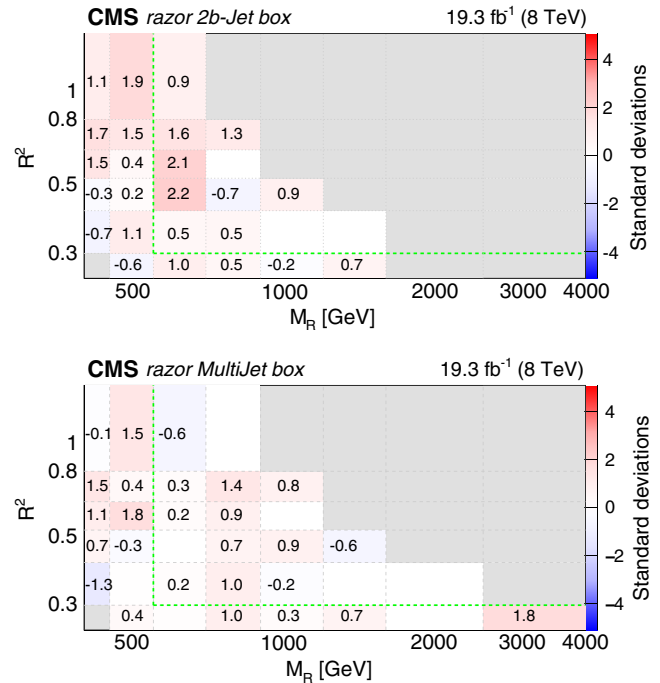 CMS razor 2b-Jet box 19.3 fb⁻¹ (8 TeV)
1.1 1.9 0.9
1.7 1.5 1.6 1.3
1.5 0.4 2.1
-0.3 0.2 2.2 -0.7 0.9
-0.7 1.1 0.5 0.5
-0.6 1.0 0.5 -0.2 0.7
1
0.8
0.5
0.3
R²
500 1000 2000 3000 4000
M_R [GeV]
4
2
0
-2
-4
Standard deviations
CMS razor MultiJet box 19.3 fb⁻¹ (8 TeV)
-0.1 1.5 -0.6
1.5 0.4 0.3 1.4 0.8
1.1 1.8 0.2 0.9
0.7 -0.3 0.7 0.9 -0.6
-1.3 0.2 1.0 -0.2
0.4 1.0 0.3 0.7 1.8
1
0.8
0.5
0.3
R²
500 1000 2000 3000 4000
M_R [GeV]
4
2
0
-2
-4
Standard deviations